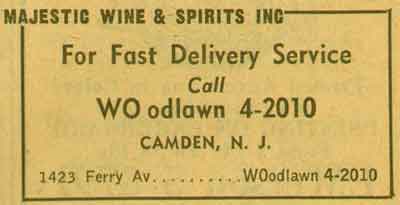 MAJESTIC WINE & SPIRITS INC
For Fast Delivery Service
Call
WO odlawn 4-2010
CAMDEN, N. J.
1423 Ferry Av..........WOodlawn 4-2010